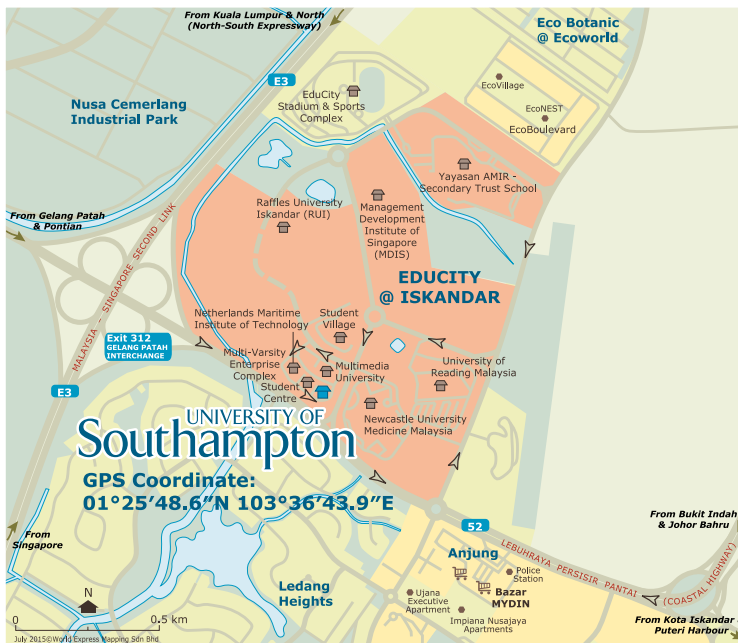 From Kuala Lumpur & North
(North-South Expressway)
Eco Botanic
@ Ecoworld
E3
EduCity
Stadium & Sports
Complex
EcoVillage
Nusa Cemerlang
Industrial Park
EcoNEST
EcoBoulevard
Yayasan AMIR -
Secondary Trust School
Raffles University
Iskandar (RUI)
Management
Development
Institute of
Singapore
(MDIS)
From Gelang Patah
& Pontian
MALAYSIA - SINGAPORE SECOND LINK
EDUCITY
@ ISKANDAR
Netherlands Maritime
Institute of Technology
Student
Village
Exit 312
GELANG PATAH
INTERCHANGE
Multi-Varsity
Enterprise
Complex
Multimedia
University
University of
Reading Malaysia
Student
Centre
E3
Newcastle University
Medicine Malaysia
UNIVERSITY OF
Southampton
GPS Coordinate:
01°25’48.6”N 103°36’43.9”E
From
Singapore
52
From Bukit Indah
& Johor Bahru
LEBUHRAYA PERSISIR PANTAI
(COASTAL HIGHWAY)
Anjung
Police
Station
Bazar
MYDIN
Ledang
Heights
Ujana
Executive
Apartment
Impiana Nusajaya
Apartments
From Kota Iskandar &
Puteri Harbour
N
0
0.5 km
July 2015©World Express Mapping Sdn Bhd